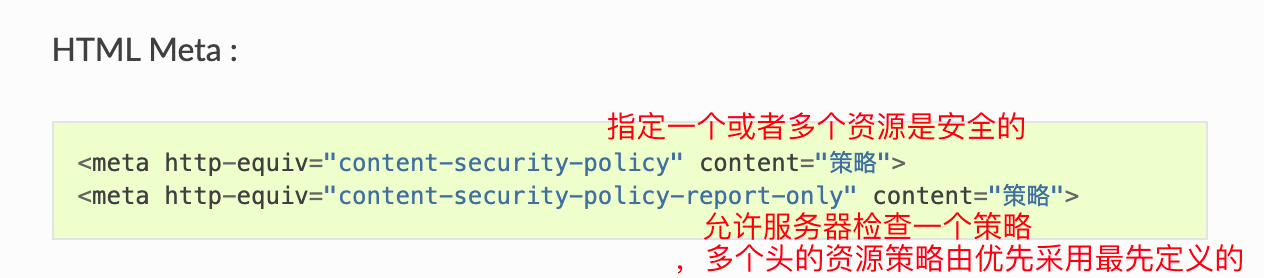 HTML Meta :
指定一个或者多个资源是安全的
<meta http-equiv="content-security-policy" content="策略">
<meta http-equiv="content-security-policy-report-only" content="策略">
允许服务器检查一个策略
，多个头的资源策略由优先采用最先定义的